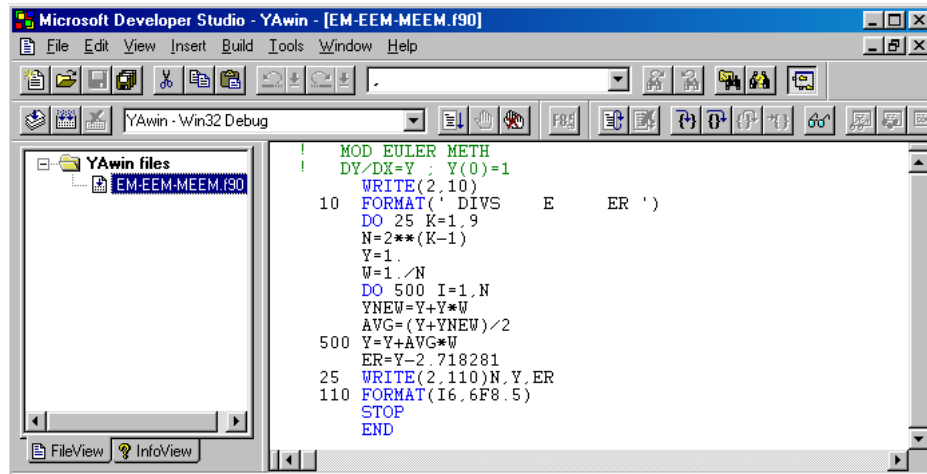 Microsoft Developer Studio - YAwin - [EM-EEM-MEEM.f90]
File Edit View Insert Build Tools Window Help
,
YAwin - Win32 Debug
YAwin files
EM-EEM-MEEM.f90
! MOD EULER METH
! DY/DX=Y ; Y(0)=1
WRITE(2,10)
10 FORMAT(' DIVS E ER ')
DO 25 K=1,9
N=2**(K-1)
Y=1.
W=1./N
DO 500 I=1,N
YNEW=Y+Y*W
AVG=(Y+YNEW)/2
500 Y=Y+AVG*W
ER=Y-2.718281
25 WRITE(2,110)N,Y,ER
110 FORMAT(I6,6F8.5)
STOP
END
FileView InfoView